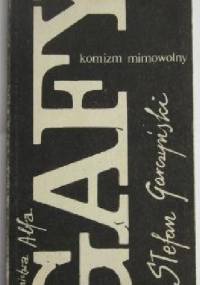 komizm mimowolny
GAFY
Stefan Garczyński
Alfa